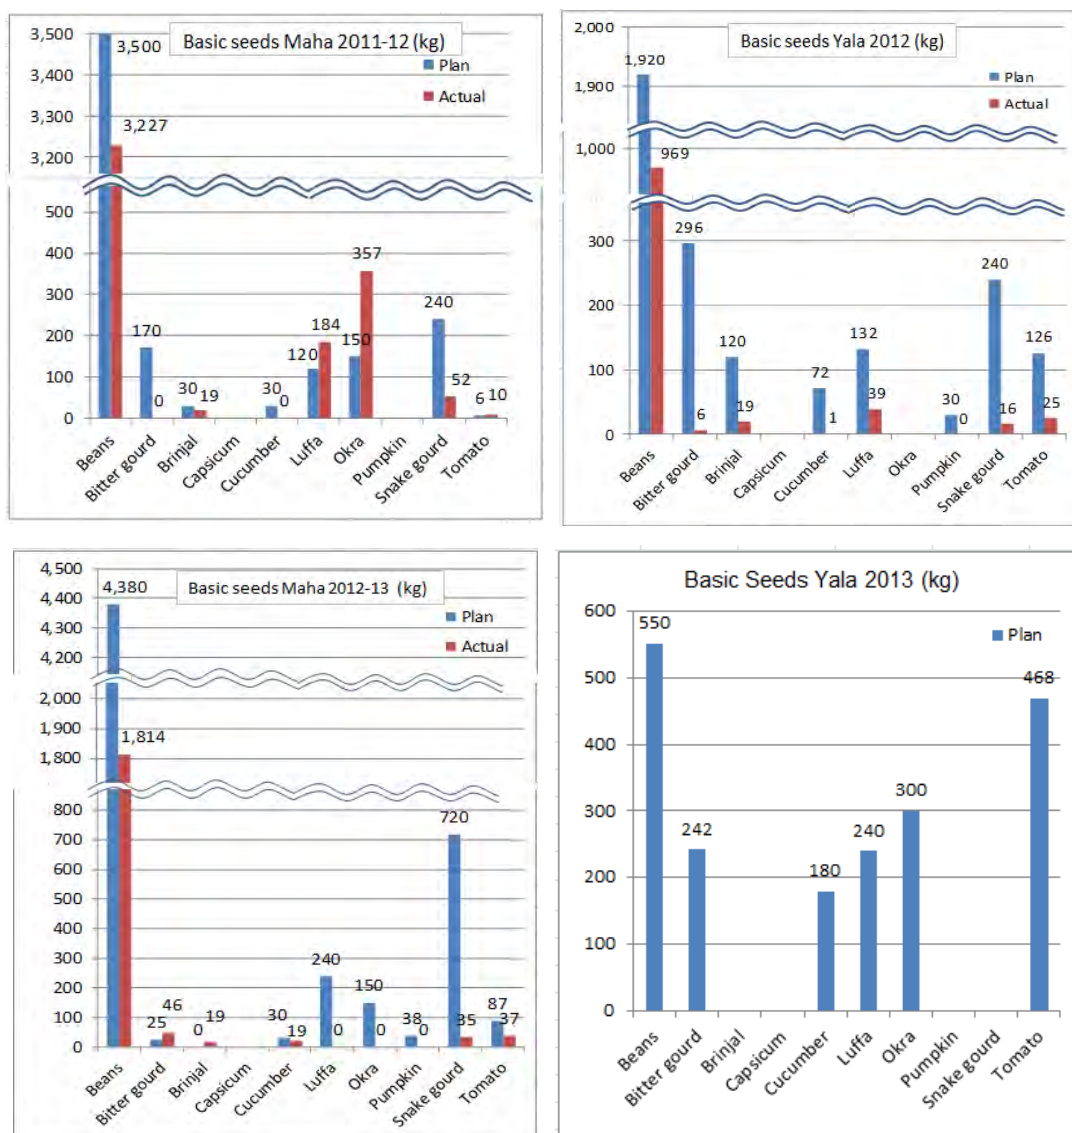 Basic seeds Maha 2011-12 (kg)
Plan
Actual
3,500
3,400
3,300
3,200
500
400
300
200
100
0
3,500
3,227
170
0
30
19
30
0
120
184
150
357
240
52
6
10
Beans
Bitter gourd
Brinjal
Capsicum
Cucumber
Luffa
Okra
Pumpkin
Snake gourd
Tomato
Basic seeds Yala 2012 (kg)
Plan
Actual
2,000
1,900
1,000
300
200
100
0
1,920
969
296
6
120
19
72
1
132
39
30
0
240
16
126
25
Beans
Bitter gourd
Brinjal
Capsicum
Cucumber
Luffa
Okra
Pumpkin
Snake gourd
Tomato
Basic seeds Maha 2012-13 (kg)
Plan
Actual
4,500
4,400
4,300
4,200
2,000
1,900
1,800
800
700
600
500
400
300
200
100
0
4,380
1,814
25
46
0
19
30
19
240
0
150
0
38
0
720
35
87
37
Beans
Bitter gourd
Brinjal
Capsicum
Cucumber
Luffa
Okra
Pumpkin
Snake gourd
Tomato
Basic Seeds Yala 2013 (kg)
Plan
600
500
400
300
200
100
0
550
242
180
240
300
468
Beans
Bitter gourd
Brinjal
Capsicum
Cucumber
Luffa
Okra
Pumpkin
Snake gourd
Tomato